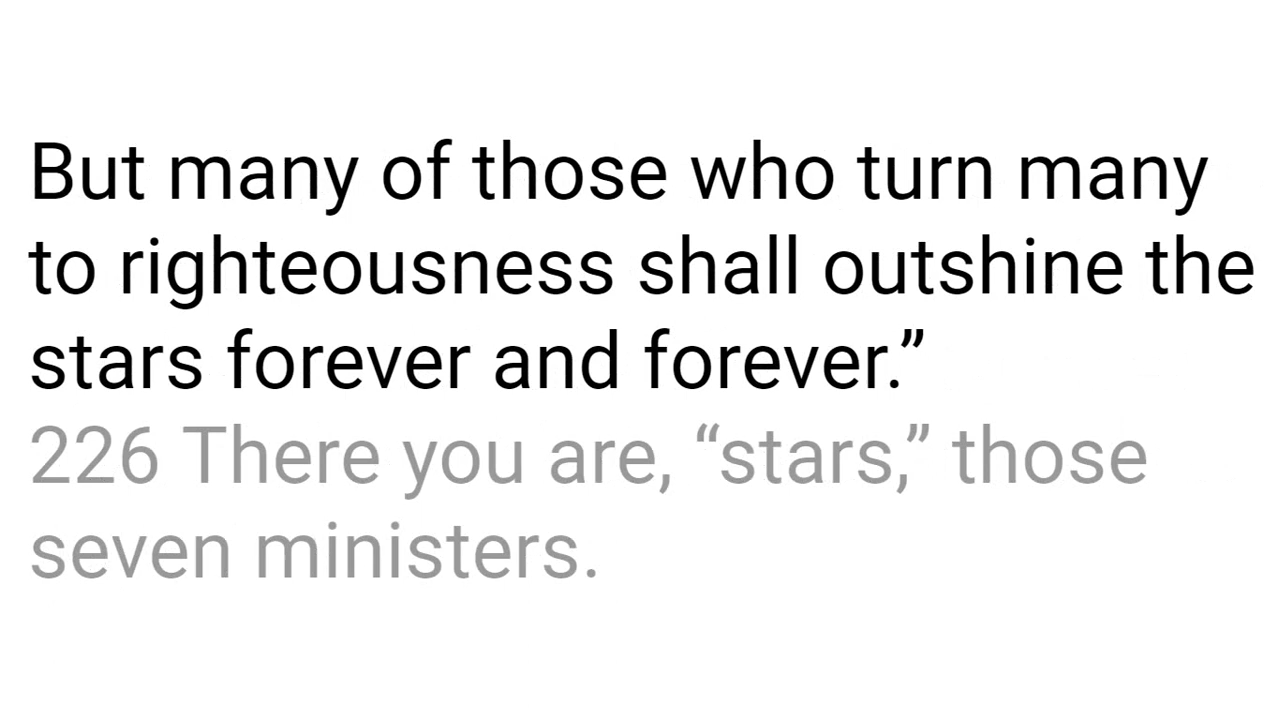 But many of those who turn many
to righteousness shall outshine the
stars forever and forever.”
226 There you are, “stars,” those
seven ministers.